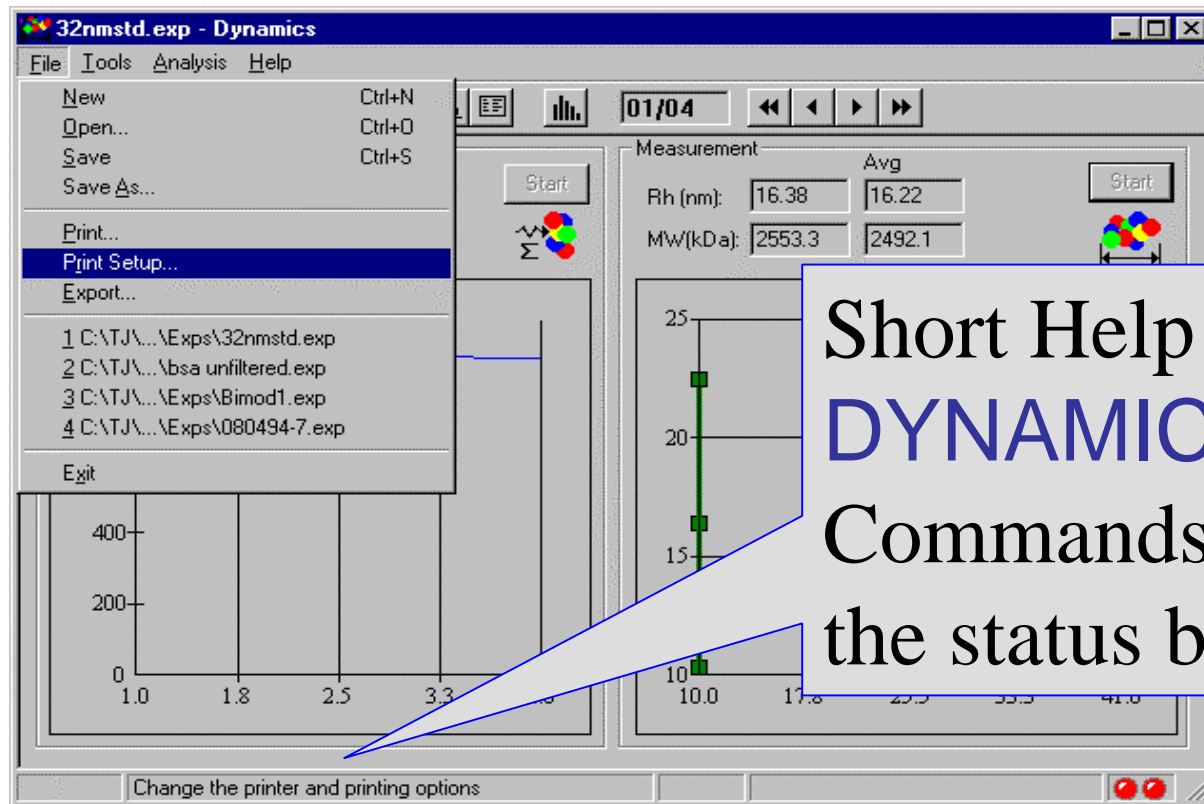 32nmstd.exp - Dynamics
File Tools Analysis Help
New Ctrl+N
Open... Ctrl+O
Save Ctrl+S
Save As...
Print...
Print Setup...
Export...
1 C:\TJ\...\Exps\32nmstd.exp
2 C:\TJ\...\bsa unfiltered.exp
3 C:\TJ\...\Exps\Bimod1.exp
4 C:\TJ\...\Exps\080494-7.exp
Exit
01/04
Start
Σ
400
200
0
1.0 1.8 2.5 3.3
Measurement
Avg
Rh (nm): 16.38 16.22
MW(kDa): 2553.3 2492.1
Start
25
20
15
10
10.0
Short Help
DYNAMIC
Commands
the status b
Change the printer and printing options